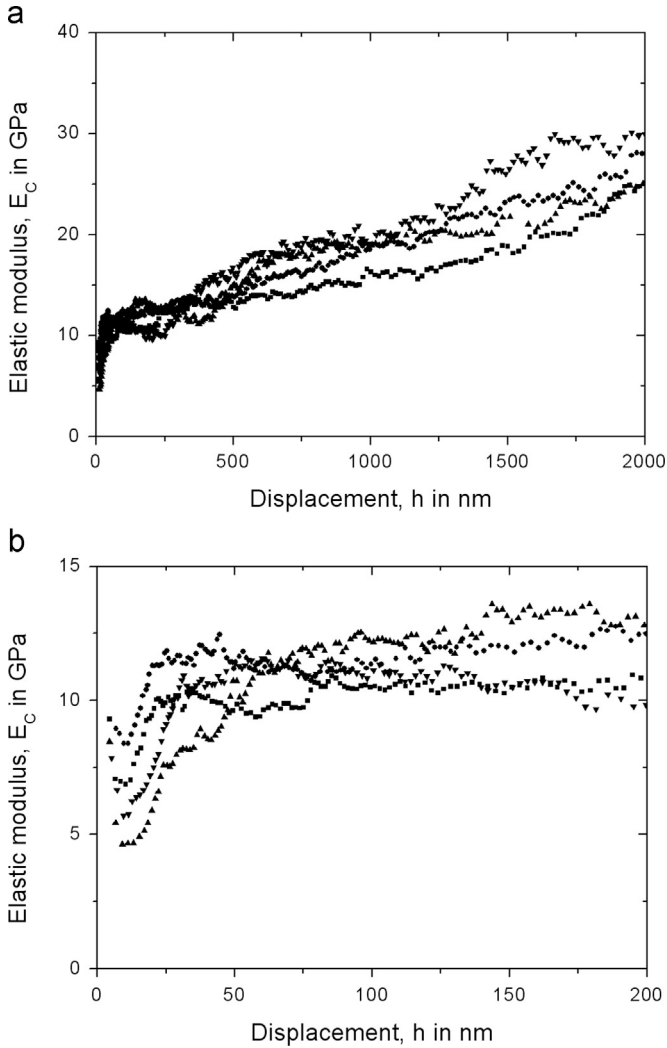 a
40
30
20
10
0
Elastic modulus, E_C in GPa
0 500 1000 1500 2000
Displacement, h in nm
b
15
10
5
0
Elastic modulus, E_C in GPa
0 50 100 150 200
Displacement, h in nm